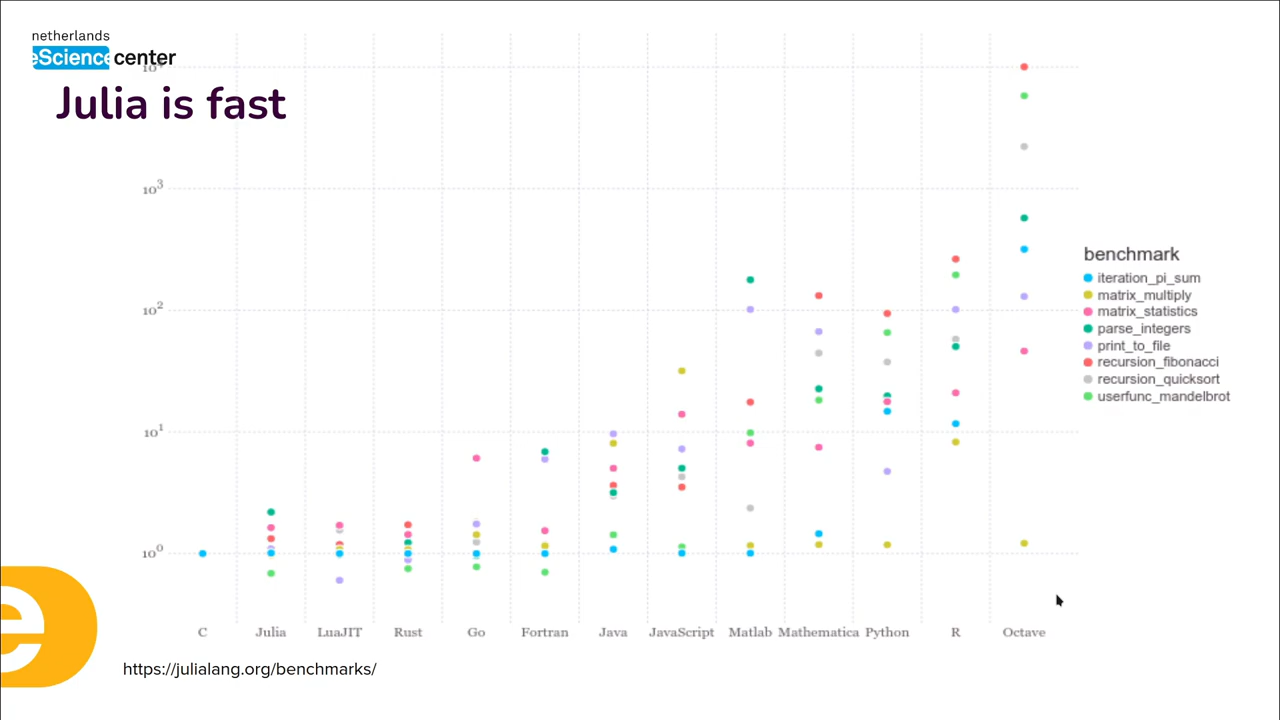 netherlands
eScience center
Julia is fast
10⁴
10³
10²
10¹
10⁰
benchmark
iteration_pi_sum
matrix_multiply
matrix_statistics
parse_integers
print_to_file
recursion_fibonacci
recursion_quicksort
userfunc_mandelbrot
C Julia LuaJIT Rust Go Fortran Java JavaScript Matlab Mathematica Python R Octave
e
https://julialang.org/benchmarks/